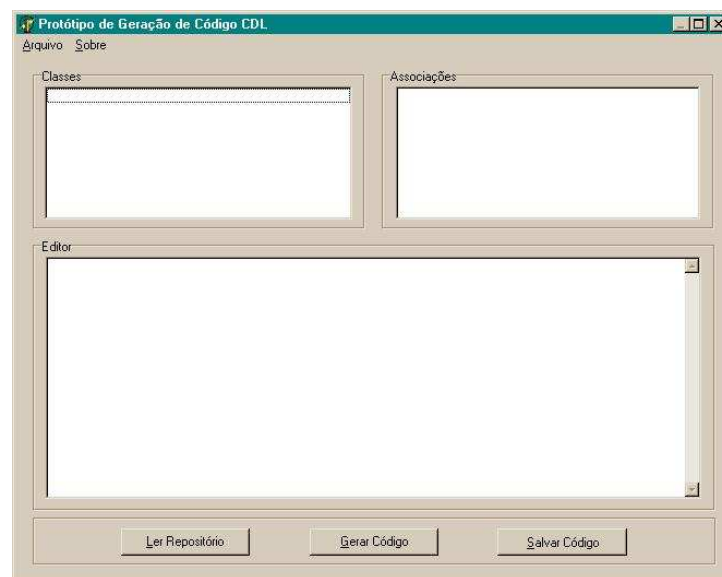 Protótipo de Geração de Código CDL
Arquivo Sobre
Classes
Associações
Editor
Ler Repositório
Gerar Código
Salvar Código